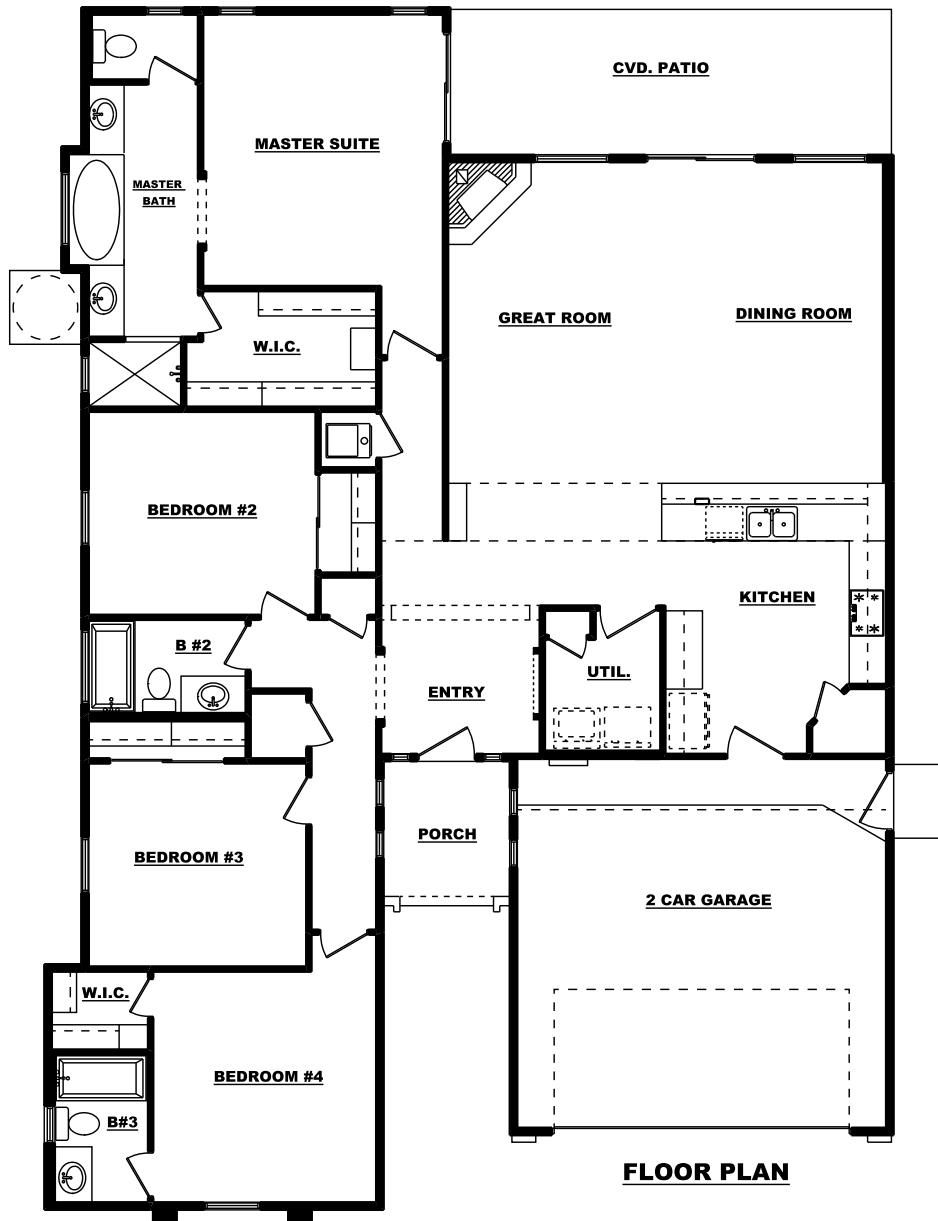 CVD. PATIO
MASTER SUITE
MASTER
BATH
GREAT ROOM
DINING ROOM
W.I.C.
BEDROOM #2
KITCHEN
B #2
UTIL.
ENTRY
PORCH
BEDROOM #3
2 CAR GARAGE
W.I.C.
BEDROOM #4
B#3
FLOOR PLAN